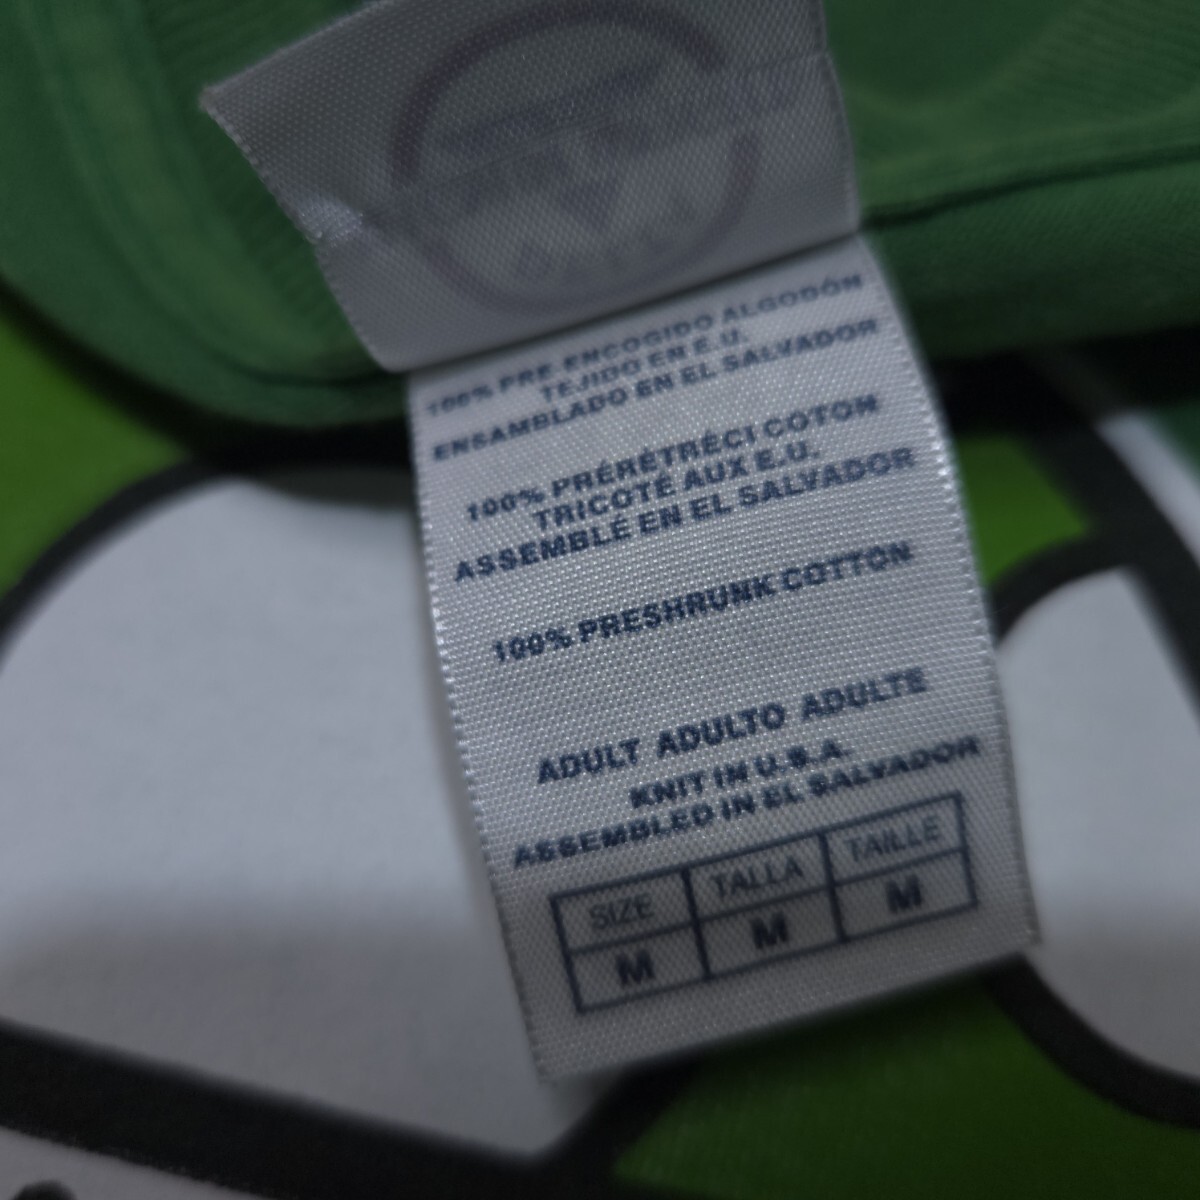 100% PRE-ENCOGIDO ALGODÓN
TEJIDO EN E.U.
ENSAMBLADO EN EL SALVADOR
100% PRÉRÉTRÉCI COTON
TRICOTÉ AUX E.U.
ASSEMBLÉ EN EL SALVADOR
100% PRESHRUNK COTTON
ADULT ADULTO ADULTE
KNIT IN U.S.A.
ASSEMBLED IN EL SALVADOR
SIZE TALLA TAILLE
M M M